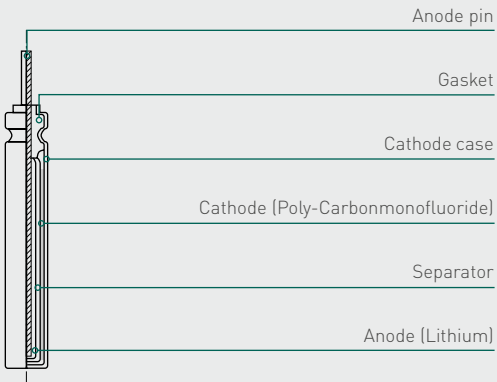 Anode pin
Gasket
Cathode case
Cathode (Poly-Carbonmonofluoride)
Separator
Anode (Lithium)